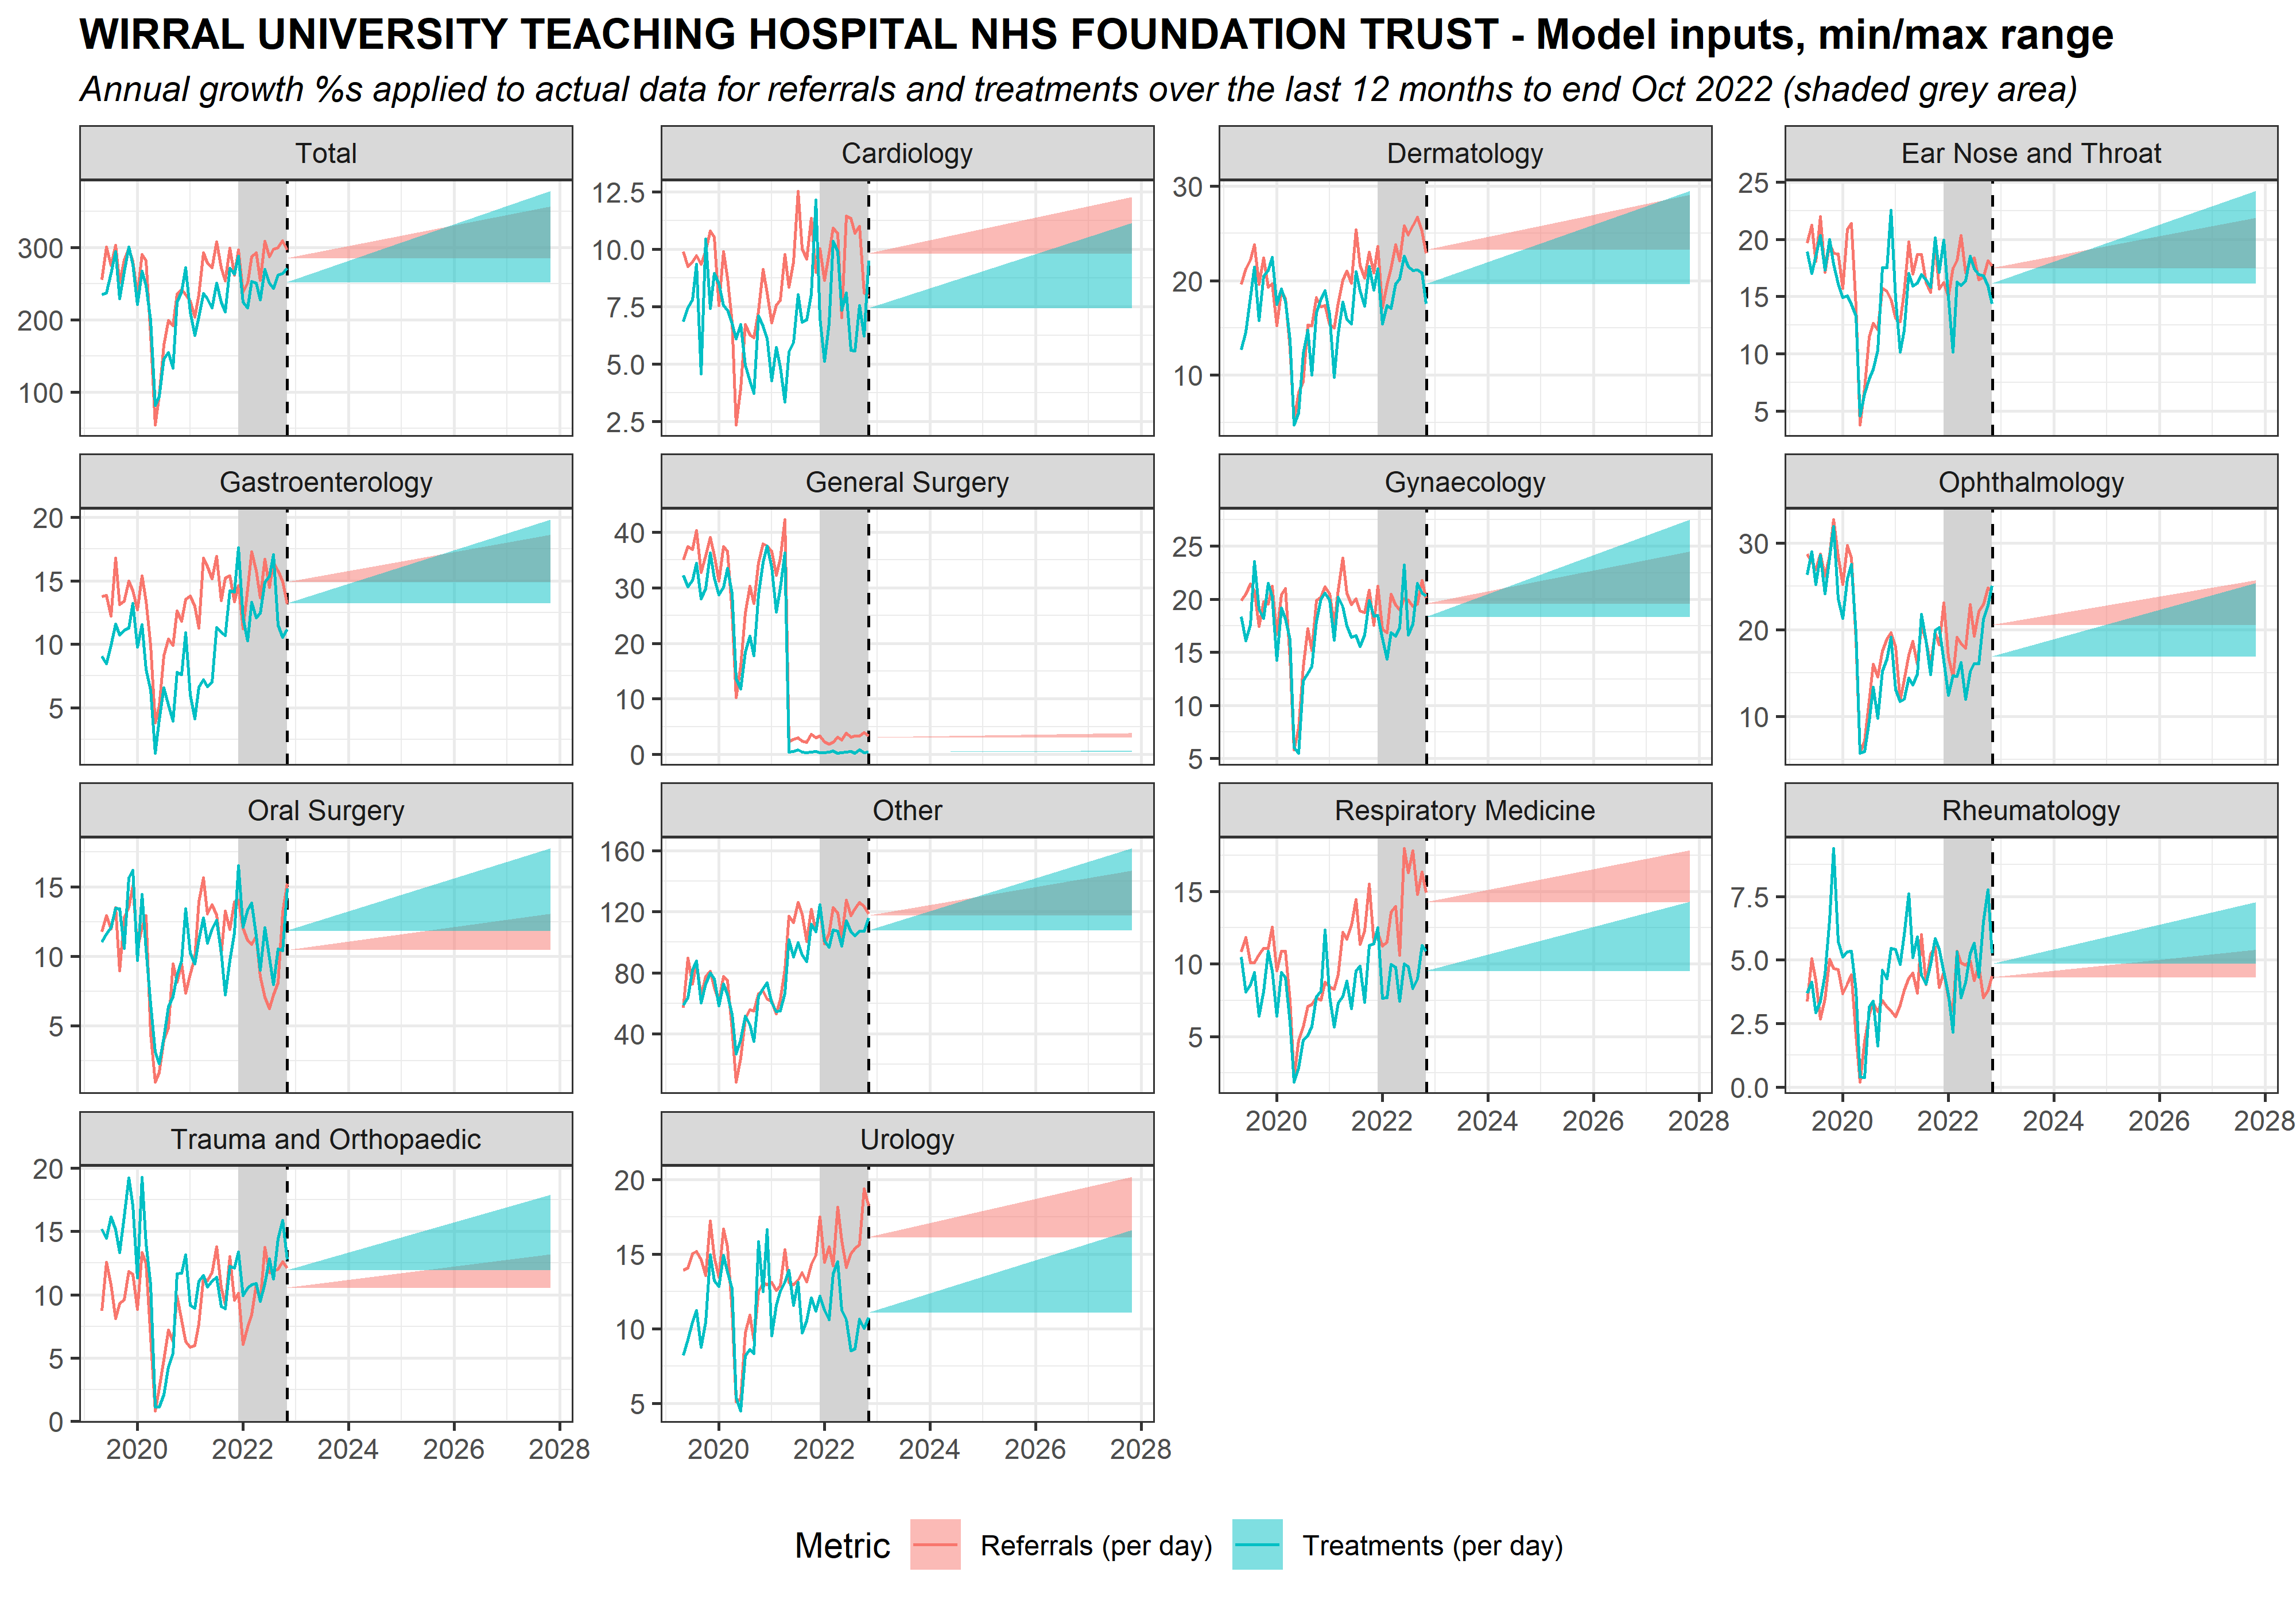 WIRRAL UNIVERSITY TEACHING HOSPITAL NHS FOUNDATION TRUST - Model inputs, min/max range
Annual growth %s applied to actual data for referrals and treatments over the last 12 months to end Oct 2022 (shaded grey area)
Total
300
200
100
Cardiology
12.5
10.0
7.5
5.0
2.5
Dermatology
30
20
10
Ear Nose and Throat
25
20
15
10
5
Gastroenterology
20
15
10
5
General Surgery
40
30
20
10
0
Gynaecology
25
20
15
10
5
Ophthalmology
30
20
10
Oral Surgery
15
10
5
Other
160
120
80
40
Respiratory Medicine
15
10
5
2020 2022 2024 2026 2028
Rheumatology
7.5
5.0
2.5
0.0
2020 2022 2024 2026 2028
Trauma and Orthopaedic
20
15
10
5
0
2020 2022 2024 2026 2028
Urology
20
15
10
5
2020 2022 2024 2026 2028
Metric Referrals (per day) Treatments (per day)